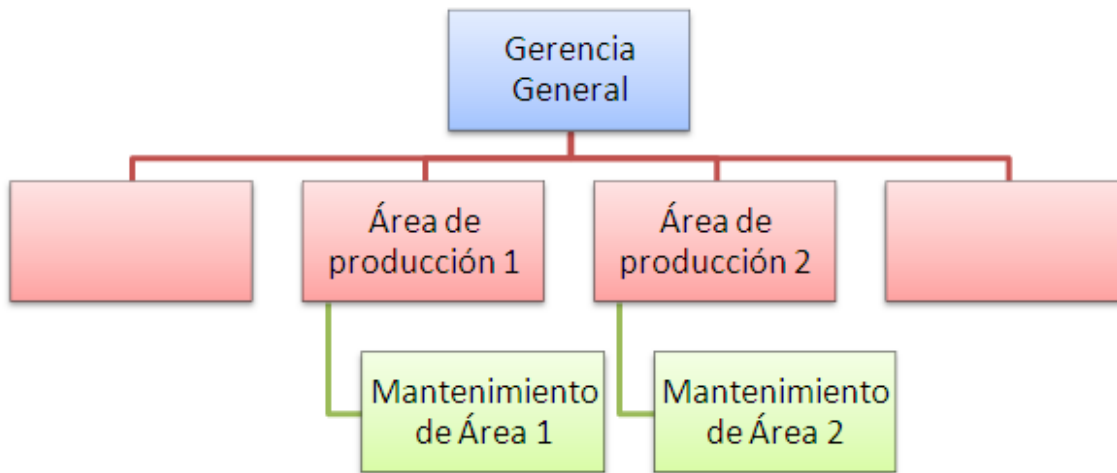 Gerencia
General
Área de
producción 1
Área de
producción 2
Mantenimiento
de Área 1
Mantenimiento
de Área 2